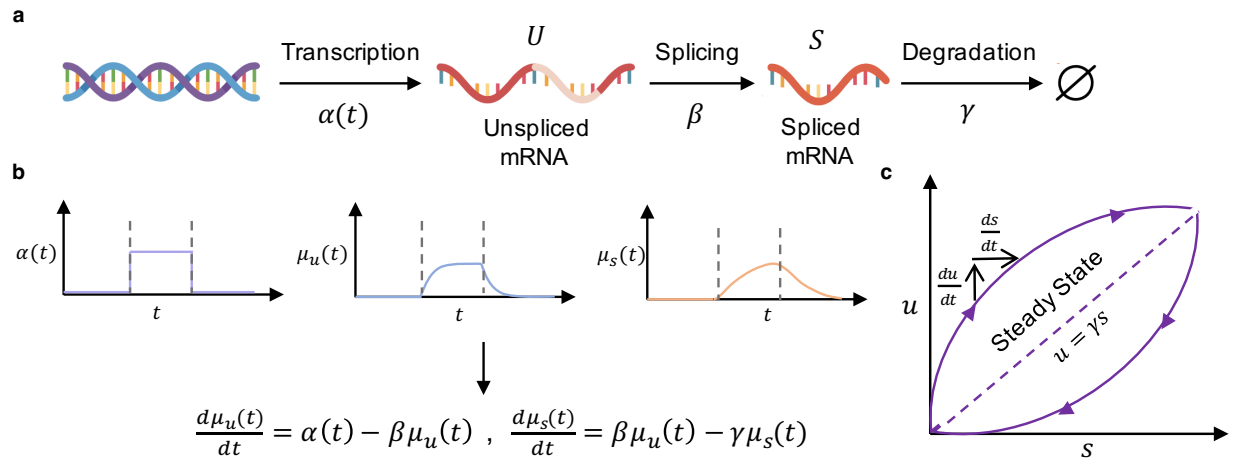 a
Transcription
α(t)
U
Unspliced
mRNA
Splicing
β
S
Spliced
mRNA
Degradation
γ
∅
b
α(t)
t
μ_u(t)
t
μ_s(t)
t
dμ_u(t)/dt = α(t) − βμ_u(t) , dμ_s(t)/dt = βμ_u(t) − γμ_s(t)
c
u
du/dt
ds/dt
Steady State
u = γs
s